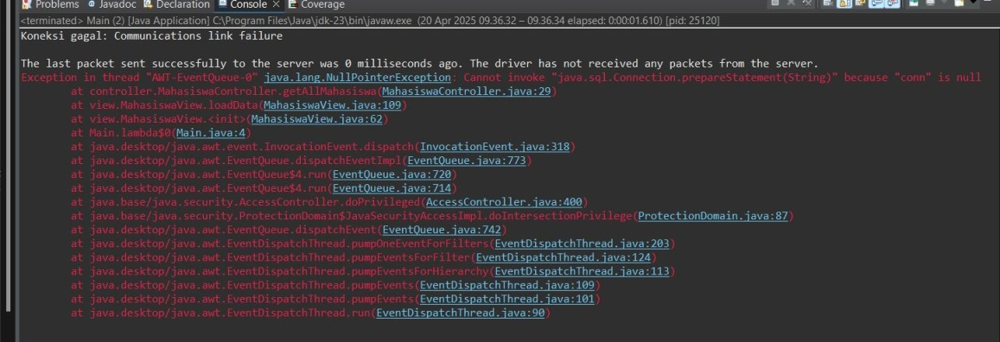 Problems Javadoc Declaration Console × Coverage
<terminated> Main (2) [Java Application] C:\Program Files\Java\jdk-23\bin\javaw.exe (20 Apr 2025 09.36.32 – 09.36.34 elapsed: 0:00:01.610) [pid: 25120]
Koneksi gagal: Communications link failure
The last packet sent successfully to the server was 0 milliseconds ago. The driver has not received any packets from the server.
Exception in thread "AWT-EventQueue-0" java.lang.NullPointerException: Cannot invoke "java.sql.Connection.prepareStatement(String)" because "conn" is null
at controller.MahasiswaController.getAllMahasiswa(MahasiswaController.java:29)
at view.MahasiswaView.loadData(MahasiswaView.java:109)
at view.MahasiswaView.<init>(MahasiswaView.java:62)
at Main.lambda$0(Main.java:4)
at java.desktop/java.awt.event.InvocationEvent.dispatch(InvocationEvent.java:318)
at java.desktop/java.awt.EventQueue.dispatchEventImpl(EventQueue.java:773)
at java.desktop/java.awt.EventQueue$4.run(EventQueue.java:720)
at java.desktop/java.awt.EventQueue$4.run(EventQueue.java:714)
at java.base/java.security.AccessController.doPrivileged(AccessController.java:400)
at java.base/java.security.ProtectionDomain$JavaSecurityAccessImpl.doIntersectionPrivilege(ProtectionDomain.java:87)
at java.desktop/java.awt.EventQueue.dispatchEvent(EventQueue.java:742)
at java.desktop/java.awt.EventDispatchThread.pumpOneEventForFilters(EventDispatchThread.java:203)
at java.desktop/java.awt.EventDispatchThread.pumpEventsForFilter(EventDispatchThread.java:124)
at java.desktop/java.awt.EventDispatchThread.pumpEventsForHierarchy(EventDispatchThread.java:113)
at java.desktop/java.awt.EventDispatchThread.pumpEvents(EventDispatchThread.java:109)
at java.desktop/java.awt.EventDispatchThread.pumpEvents(EventDispatchThread.java:101)
at java.desktop/java.awt.EventDispatchThread.run(EventDispatchThread.java:90)